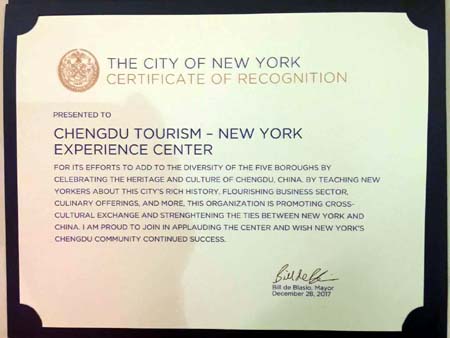 THE CITY OF NEW YORK
CERTIFICATE OF RECOGNITION
PRESENTED TO
CHENGDU TOURISM – NEW YORK
EXPERIENCE CENTER
FOR ITS EFFORTS TO ADD TO THE DIVERSITY OF THE FIVE BOROUGHS BY
CELEBRATING THE HERITAGE AND CULTURE OF CHENGDU, CHINA. BY TEACHING NEW
YORKERS ABOUT THIS CITY'S RICH HISTORY, FLOURISHING BUSINESS SECTOR,
CULINARY OFFERINGS, AND MORE, THIS ORGANIZATION IS PROMOTING CROSS-
CULTURAL EXCHANGE AND STRENGHTENING THE TIES BETWEEN NEW YORK AND
CHINA. I AM PROUD TO JOIN IN APPLAUDING THE CENTER AND WISH NEW YORK'S
CHENGDU COMMUNITY CONTINUED SUCCESS.
Bill de Blasio, Mayor
December 28, 2017